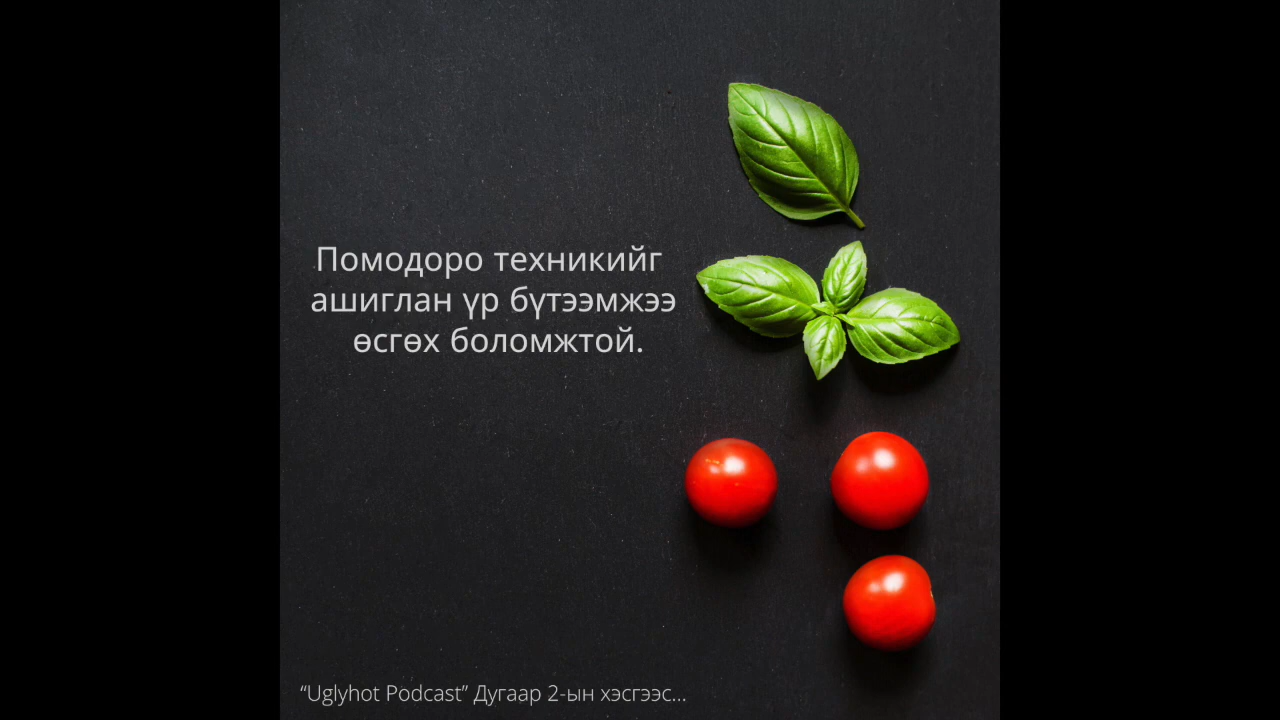 Помодоро техникийг
ашиглан үр бүтээмжээ
өсгөх боломжтой.
“Uglyhot Podcast” Дугаар 2-ын хэсгээс...